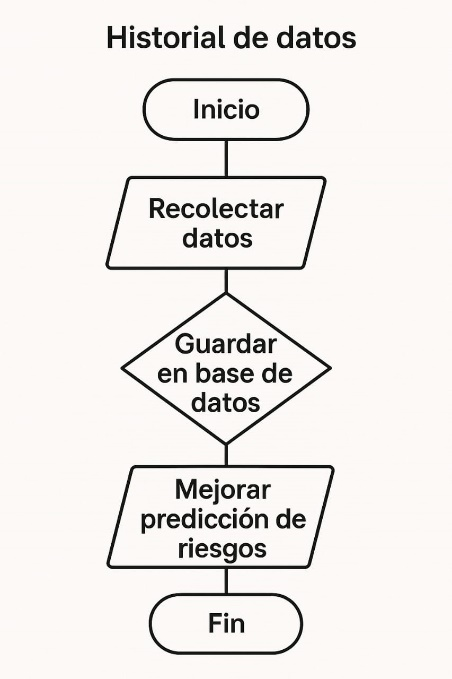 Historial de datos
Inicio
Recolectar
datos
Guardar
en base de
datos
Mejorar
predicción de
riesgos
Fin